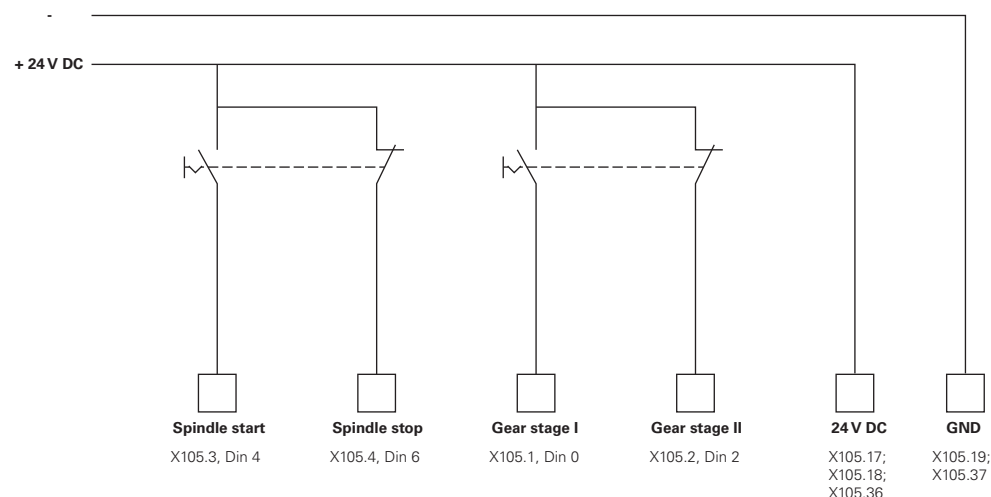 -
+ 24 V DC
Spindle start
Spindle stop
Gear stage I
Gear stage II
24 V DC
GND
X105.3, Din 4
X105.4, Din 6
X105.1, Din 0
X105.2, Din 2
X105.17;
X105.18;
X105.36
X105.19;
X105.37